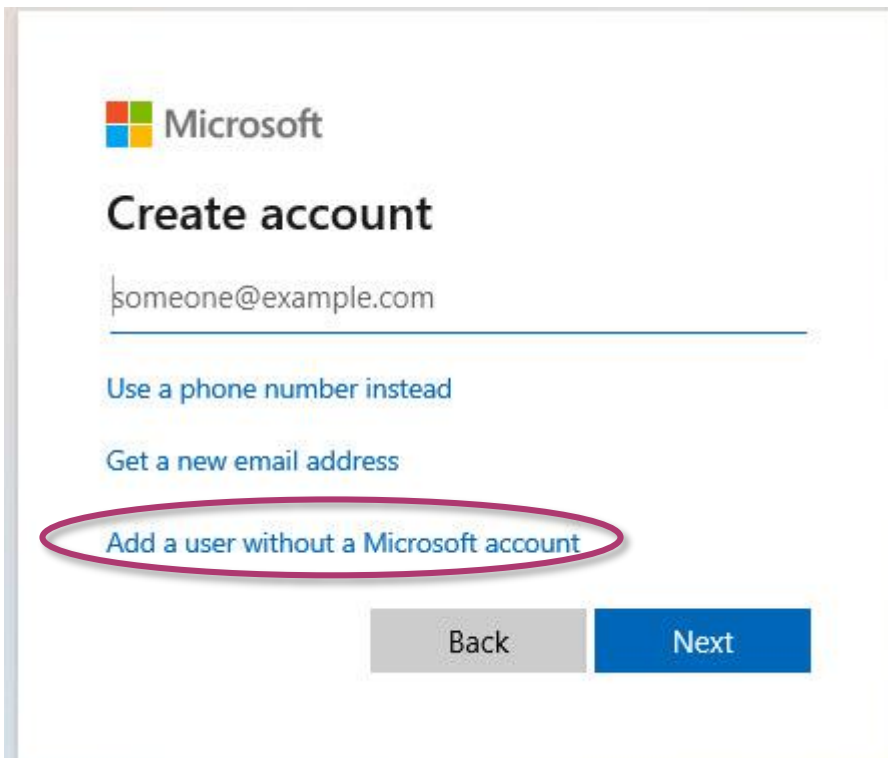 Microsoft
Create account
someone@example.com
Use a phone number instead
Get a new email address
Add a user without a Microsoft account
Back
Next